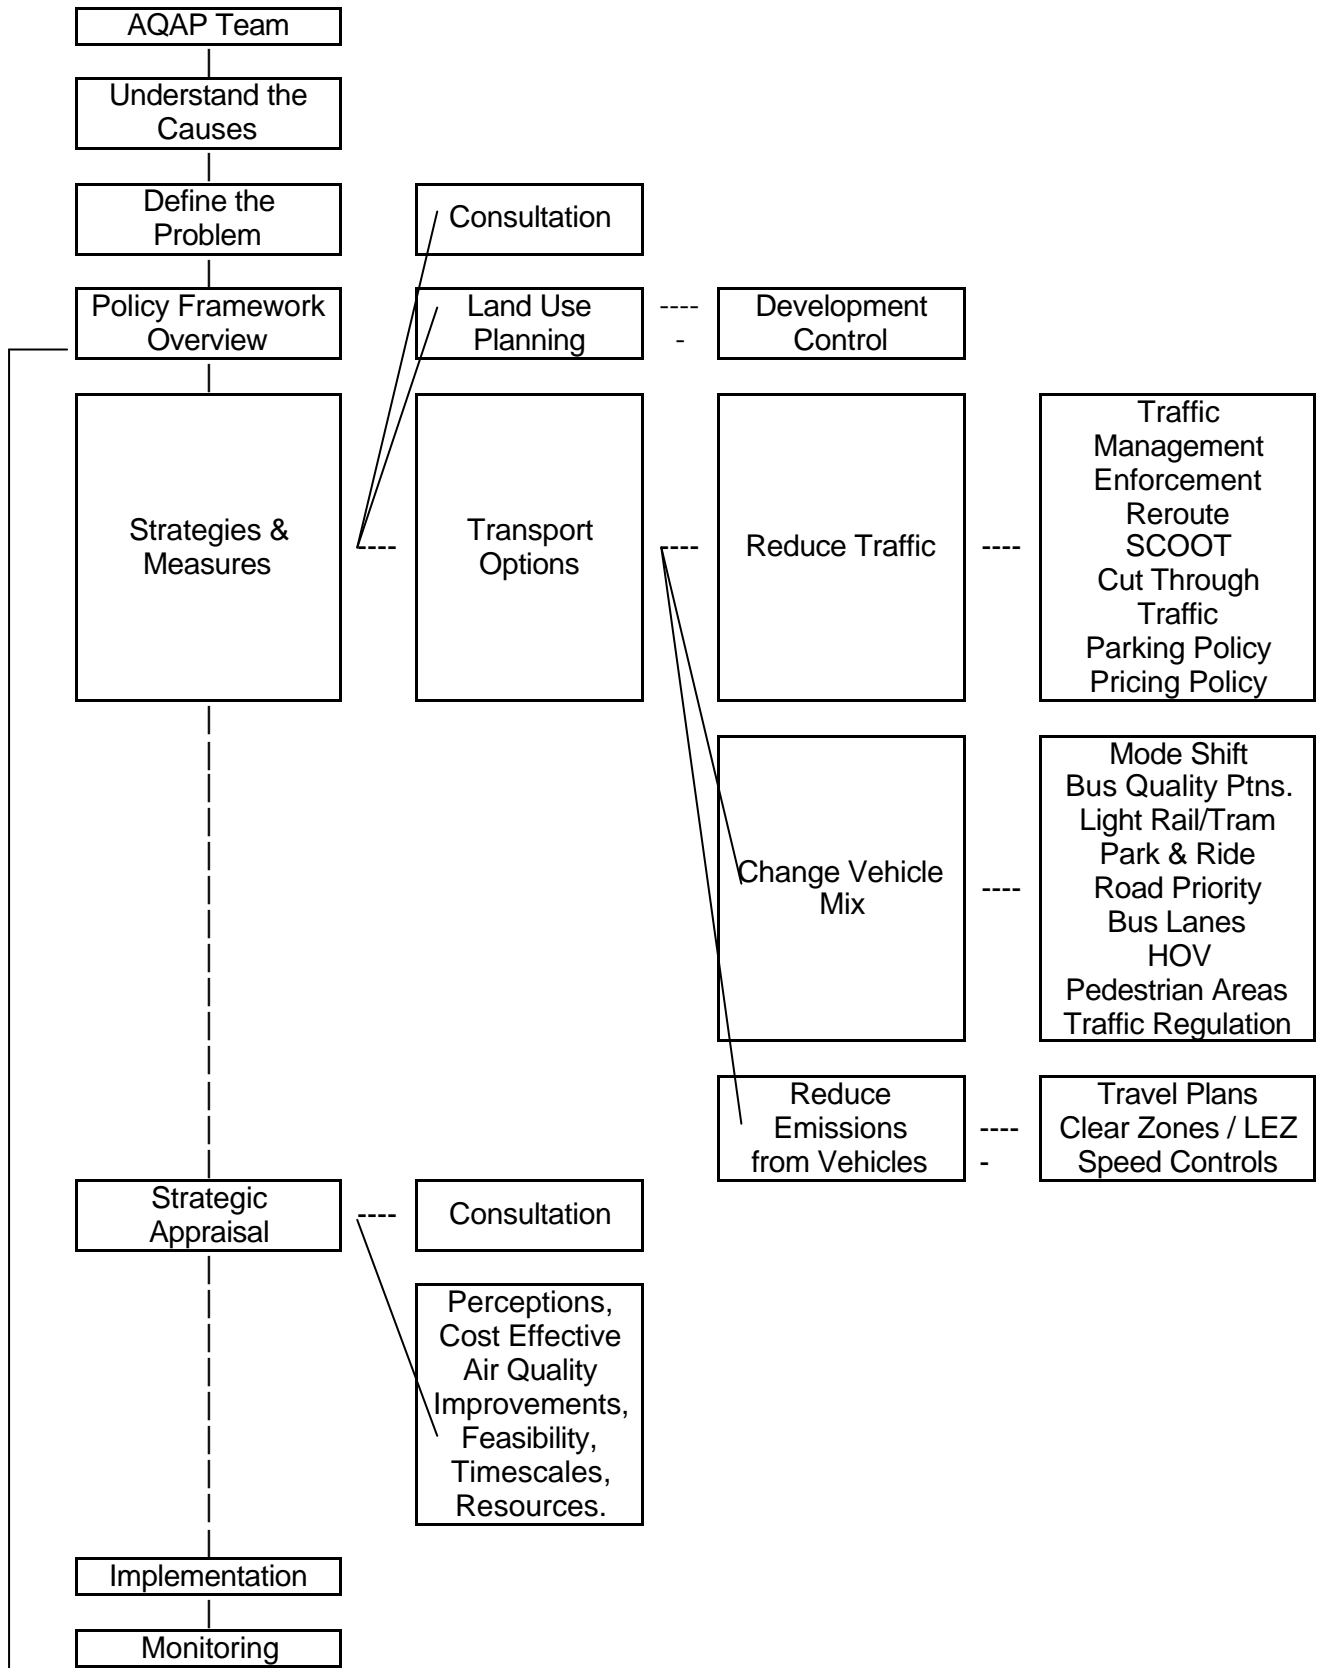 AQAP Team
Understand the
Causes
Define the
Problem
Consultation
Policy Framework
Overview
Land Use
Planning
Development
Control
Strategies &
Measures
Transport
Options
Reduce Traffic
Traffic
Management
Enforcement
Reroute
SCOOT
Cut Through
Traffic
Parking Policy
Pricing Policy
Change Vehicle
Mix
Mode Shift
Bus Quality Ptns.
Light Rail/Tram
Park & Ride
Road Priority
Bus Lanes
HOV
Pedestrian Areas
Traffic Regulation
Reduce
Emissions
from Vehicles
Travel Plans
Clear Zones / LEZ
Speed Controls
Strategic
Appraisal
Consultation
Perceptions,
Cost Effective
Air Quality
Improvements,
Feasibility,
Timescales,
Resources.
Implementation
Monitoring